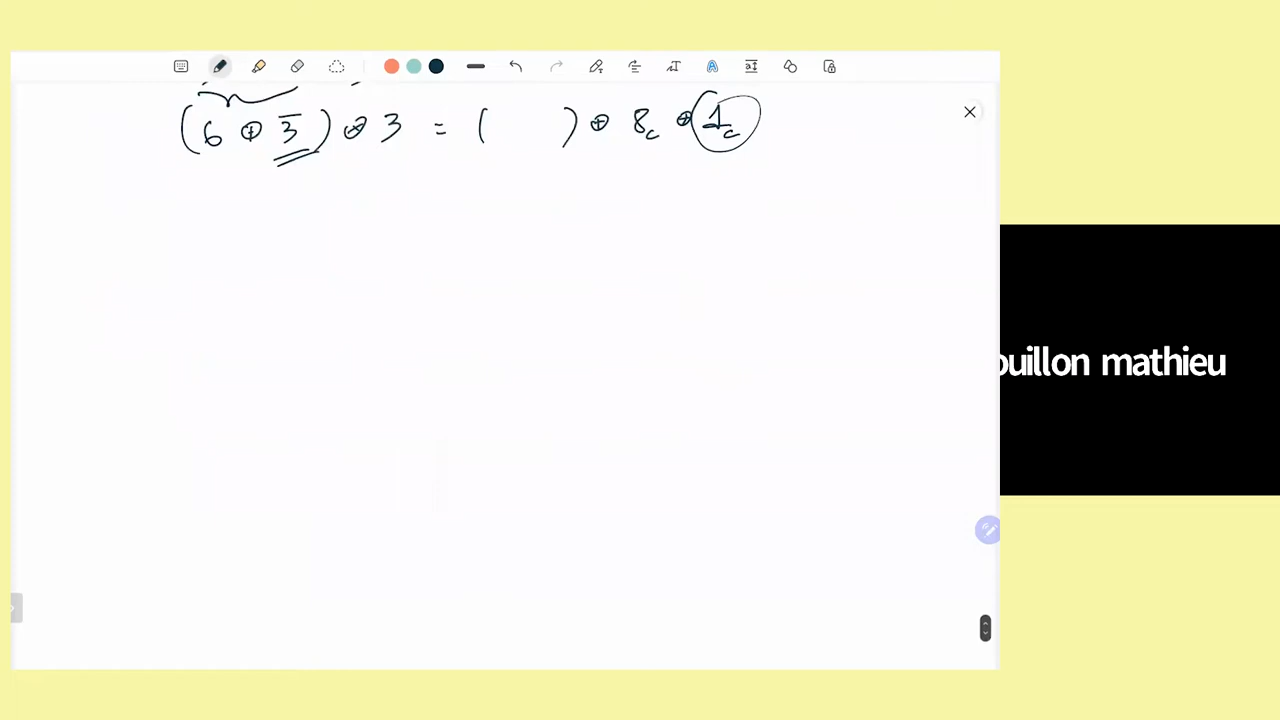 (6 ⊕ 3̅) ⊗ 3 = ( ) ⊕ 8c ⊕ 1c
ouillon mathieu